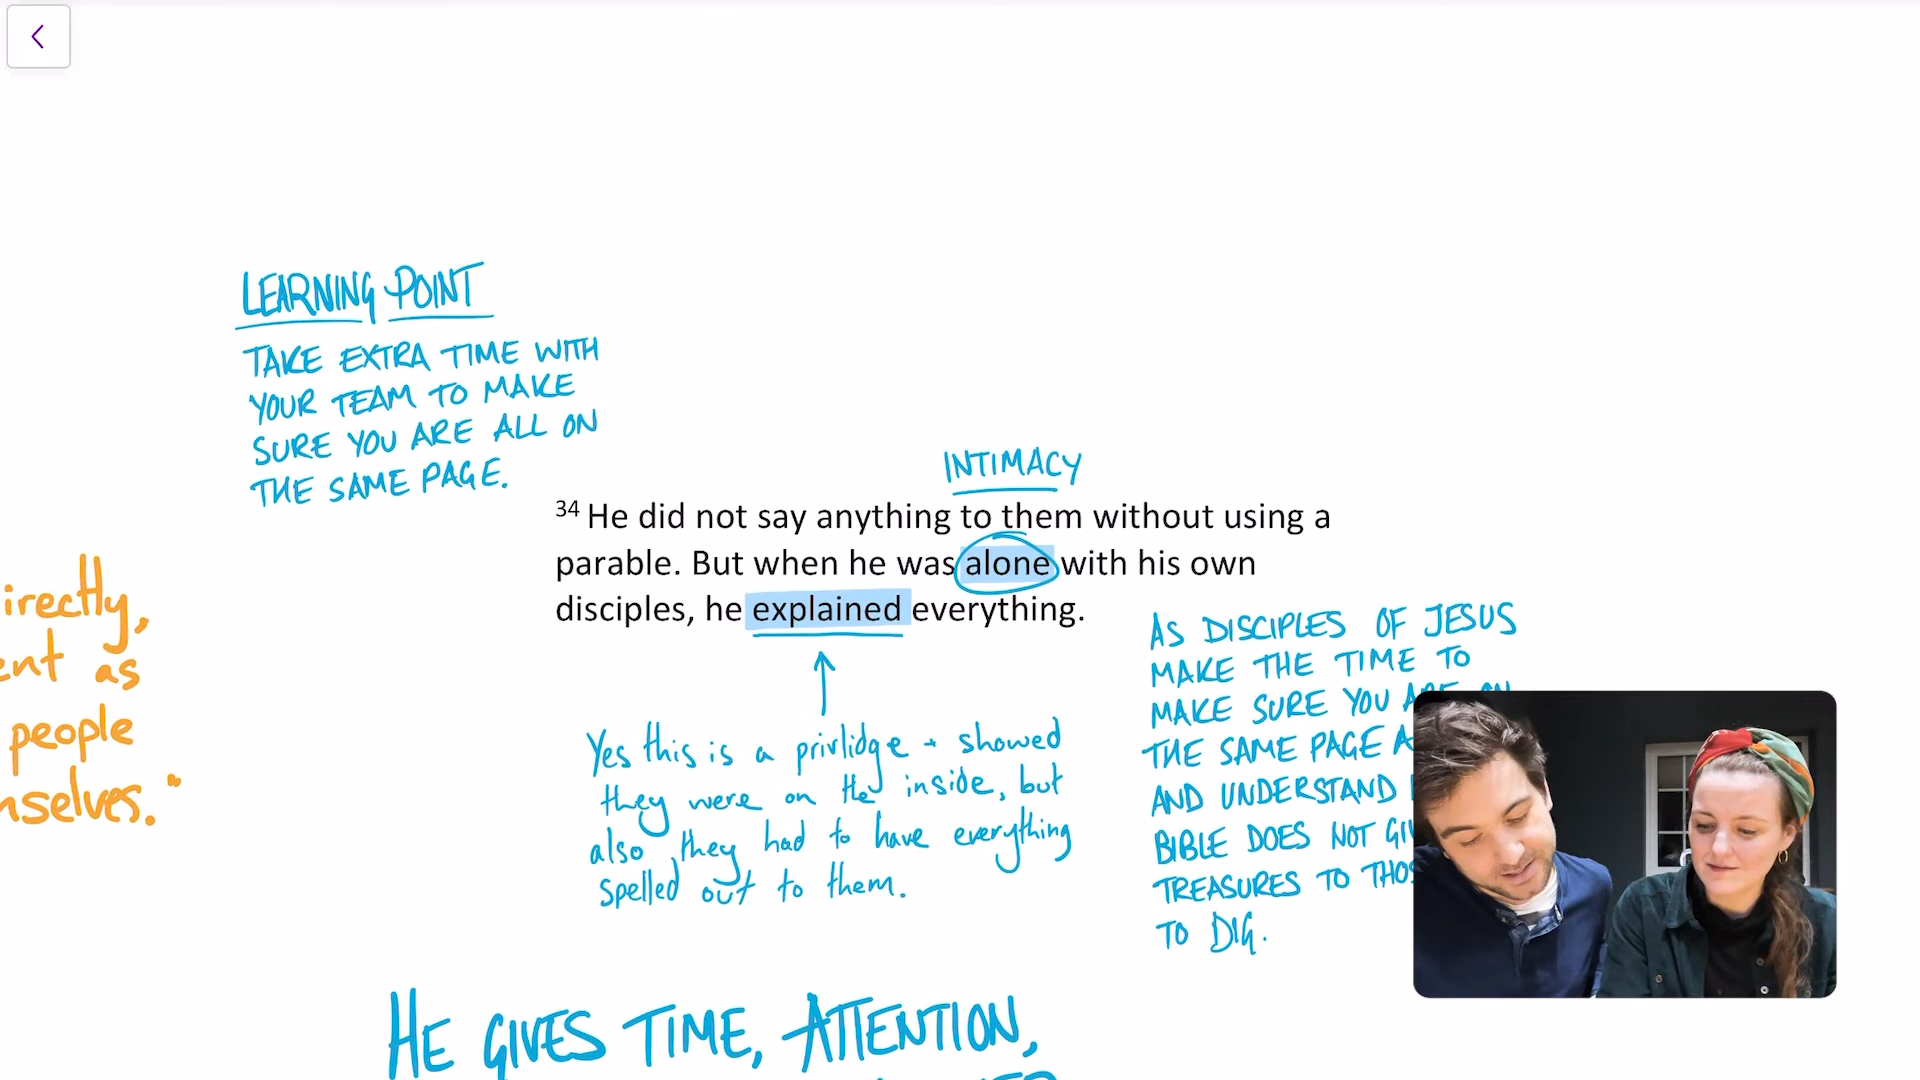 LEARNING POINT
TAKE EXTRA TIME WITH
YOUR TEAM TO MAKE
SURE YOU ARE ALL ON
THE SAME PAGE.
INTIMACY
34 He did not say anything to them without using a
parable. But when he was alone with his own
disciples, he explained everything.
irectly,
ent as
people
mselves."
Yes this is a privlidge + showed
they were on the inside, but
also they had to have everything
spelled out to them.
AS DISCIPLES OF JESUS
MAKE THE TIME TO
MAKE SURE YOU ARE ON
THE SAME PAGE
AND UNDERSTAND
BIBLE DOES NOT
TREASURES TO
TO DIG.
HE GIVES TIME, ATTENTION,